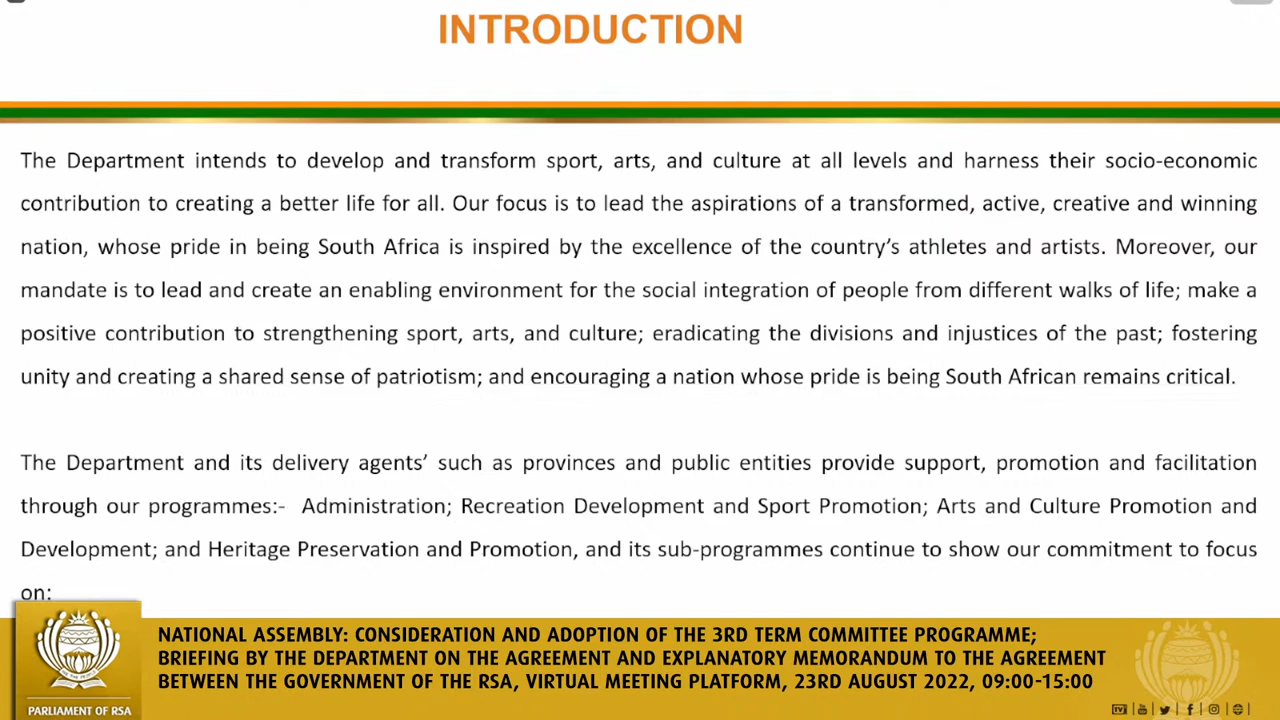 INTRODUCTION
The Department intends to develop and transform sport, arts, and culture at all levels and harness their socio-economic
contribution to creating a better life for all. Our focus is to lead the aspirations of a transformed, active, creative and winning
nation, whose pride in being South Africa is inspired by the excellence of the country's athletes and artists. Moreover, our
mandate is to lead and create an enabling environment for the social integration of people from different walks of life; make a
positive contribution to strengthening sport, arts, and culture; eradicating the divisions and injustices of the past; fostering
unity and creating a shared sense of patriotism; and encouraging a nation whose pride is being South African remains critical.
The Department and its delivery agents' such as provinces and public entities provide support, promotion and facilitation
through our programmes:- Administration; Recreation Development and Sport Promotion; Arts and Culture Promotion and
Development; and Heritage Preservation and Promotion, and its sub-programmes continue to show our commitment to focus
on:
NATIONAL ASSEMBLY: CONSIDERATION AND ADOPTION OF THE 3RD TERM COMMITTEE PROGRAMME;
BRIEFING BY THE DEPARTMENT ON THE AGREEMENT AND EXPLANATORY MEMORANDUM TO THE AGREEMENT
BETWEEN THE GOVERNMENT OF THE RSA, VIRTUAL MEETING PLATFORM, 23RD AUGUST 2022, 09:00-15:00
PARLIAMENT OF RSA